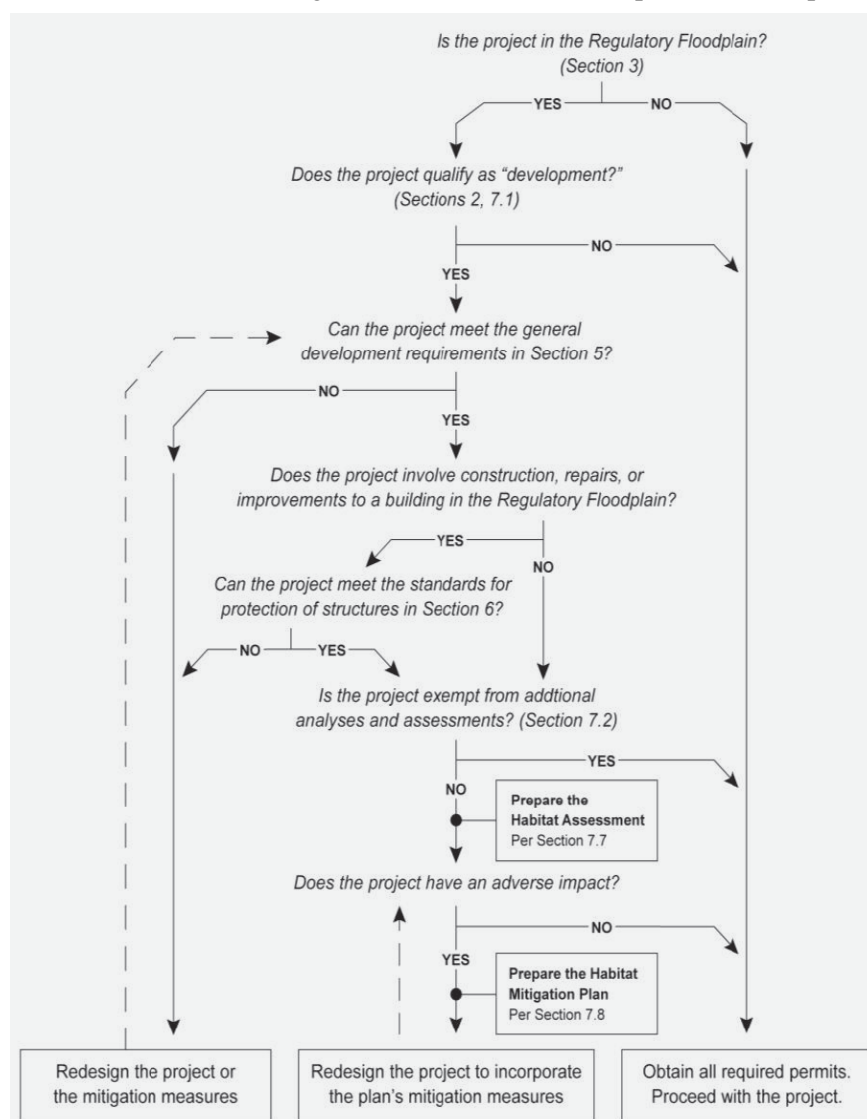 Is the project in the Regulatory Floodplain?
(Section 3)
YES
NO
Does the project qualify as “development?”
(Sections 2, 7.1)
NO
YES
Can the project meet the general
development requirements in Section 5?
NO
YES
Does the project involve construction, repairs, or
improvements to a building in the Regulatory Floodplain?
YES
NO
Can the project meet the standards for
protection of structures in Section 6?
NO
YES
Is the project exempt from addtional
analyses and assessments? (Section 7.2)
YES
NO
Prepare the
Habitat Assessment
Per Section 7.7
Does the project have an adverse impact?
NO
YES
Prepare the Habitat
Mitigation Plan
Per Section 7.8
Redesign the project or
the mitigation measures
Redesign the project to incorporate
the plan’s mitigation measures
Obtain all required permits.
Proceed with the project.